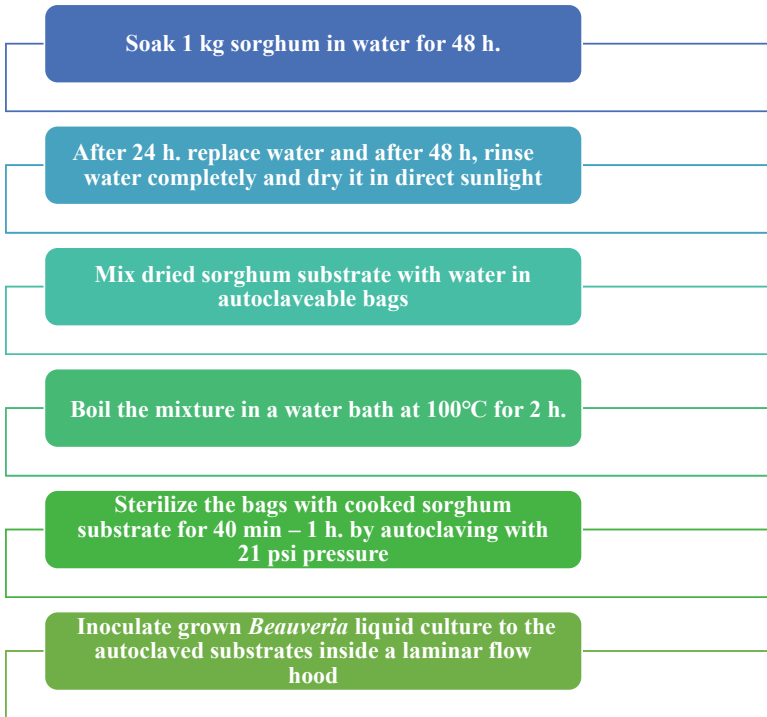 Soak 1 kg sorghum in water for 48 h.
After 24 h. replace water and after 48 h, rinse
water completely and dry it in direct sunlight
Mix dried sorghum substrate with water in
autoclaveable bags
Boil the mixture in a water bath at 100°C for 2 h.
Sterilize the bags with cooked sorghum
substrate for 40 min – 1 h. by autoclaving with
21 psi pressure
Inoculate grown Beauveria liquid culture to the
autoclaved substrates inside a laminar flow
hood